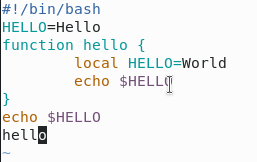 #!/bin/bash
HELLO=Hello
function hello {
        local HELLO=World
        echo $HELLO
}
echo $HELLO
hello
~